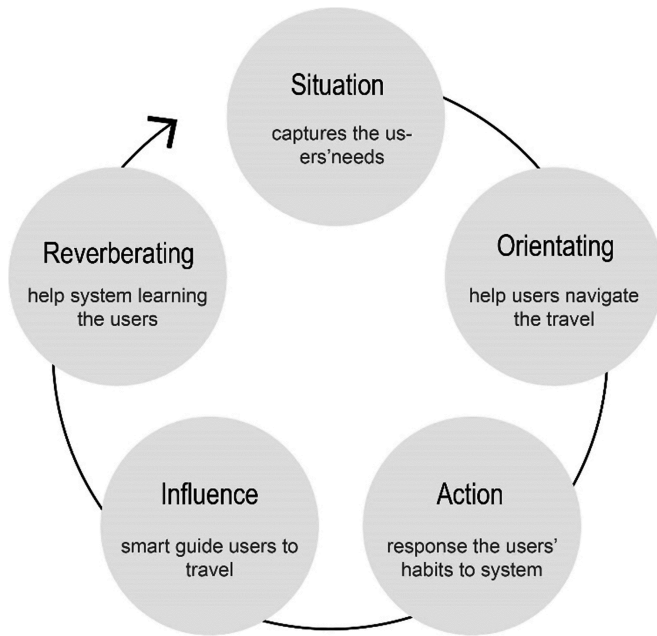 Situation
captures the us-
ers'needs
Orientating
help users navigate
the travel
Action
response the users’
habits to system
Influence
smart guide users to
travel
Reverberating
help system learning
the users